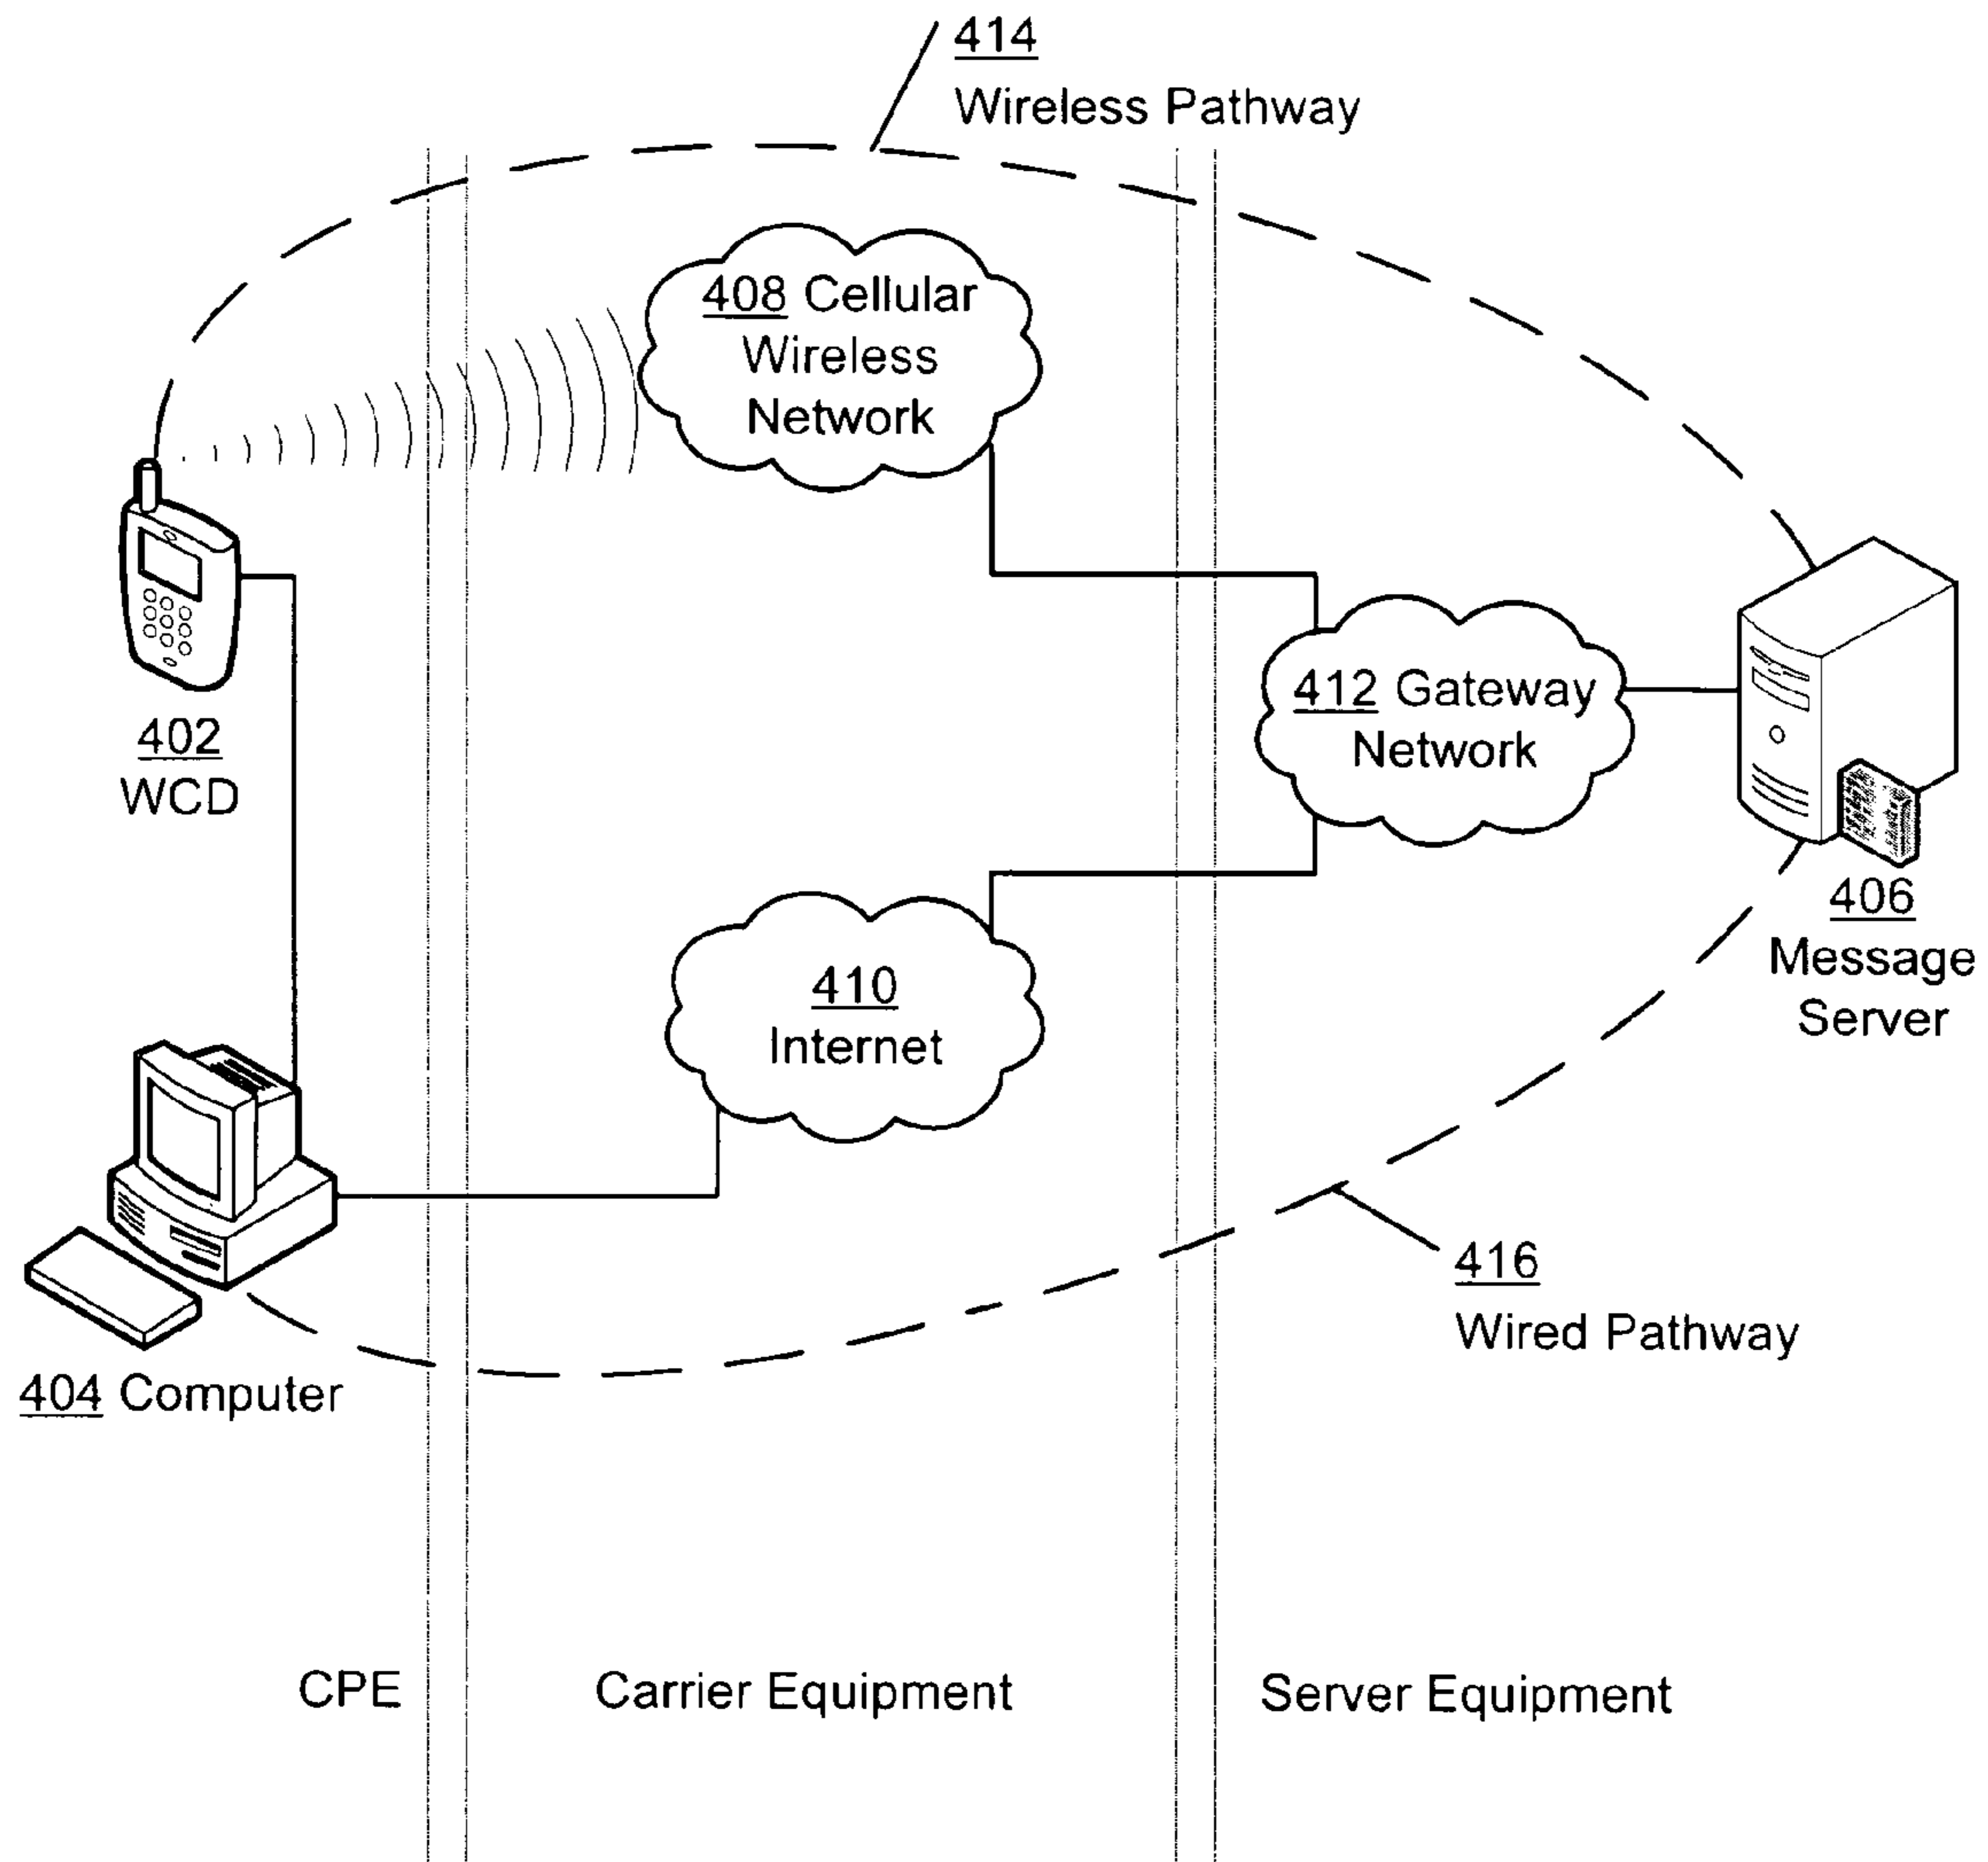 414
Wireless Pathway
408 Cellular
Wireless
Network
412 Gateway
Network
402
WCD
406
Message
Server
410
Internet
416
Wired Pathway
404 Computer
CPE
Carrier Equipment
Server Equipment